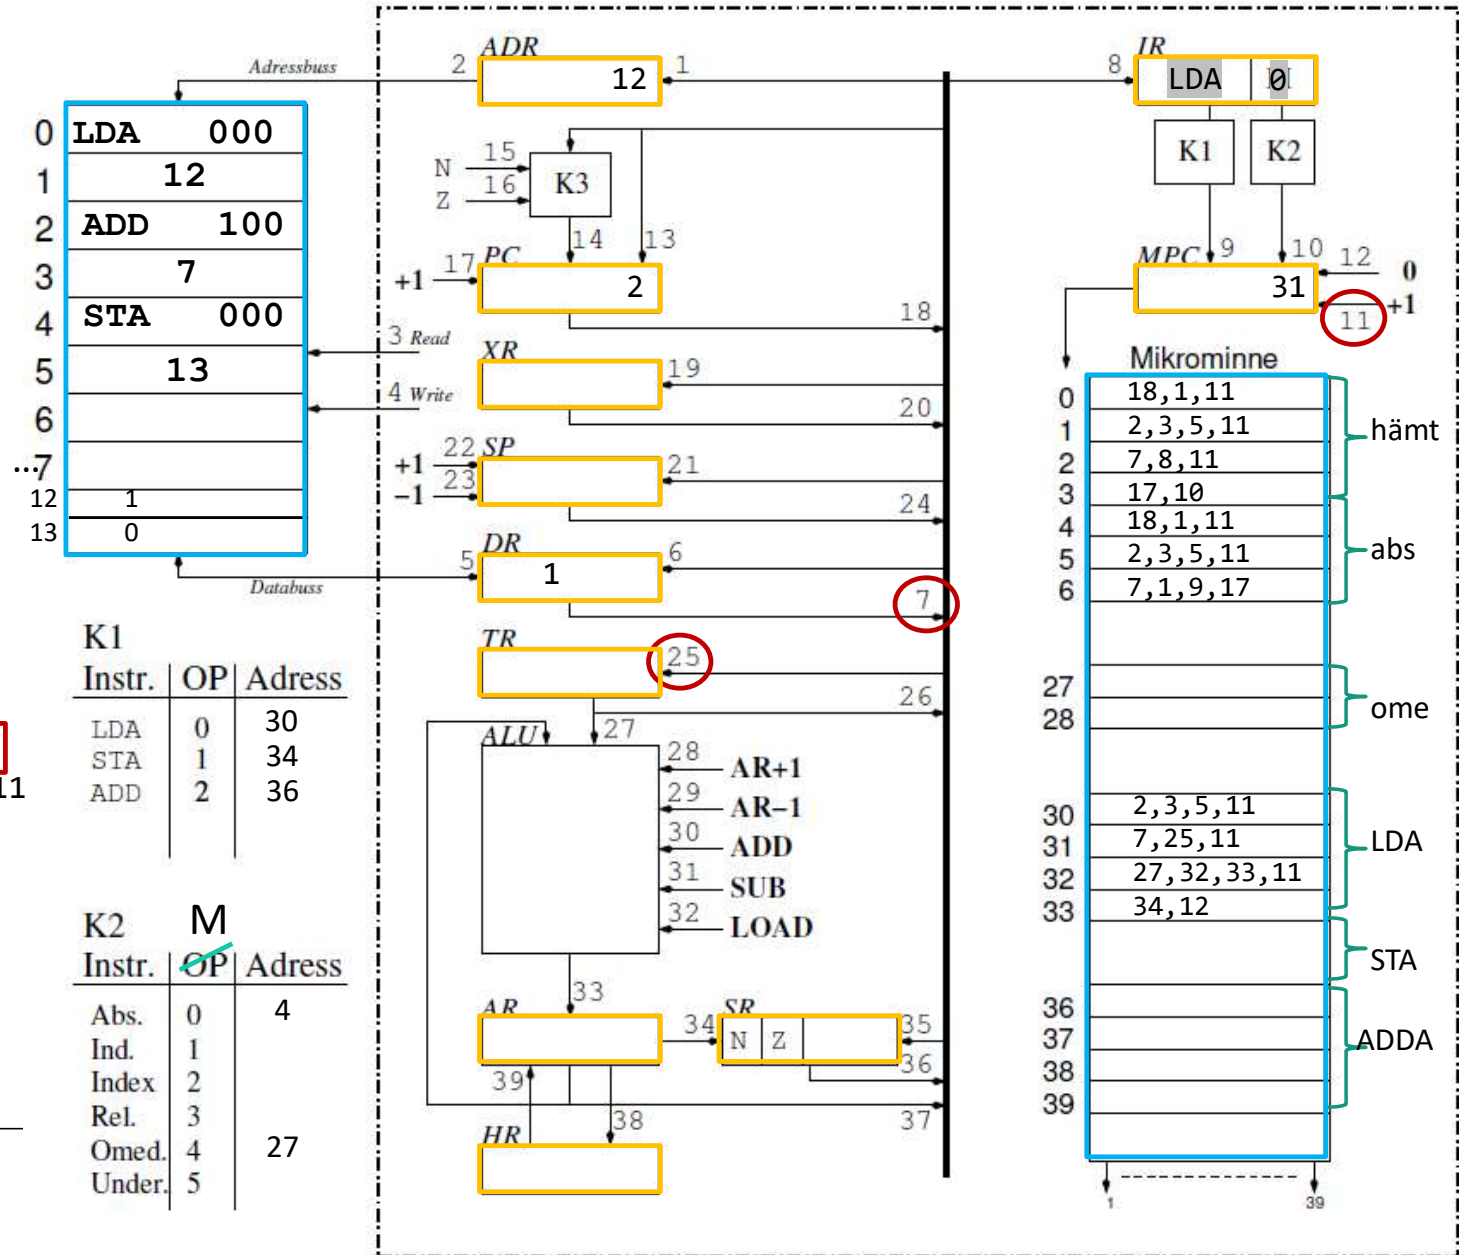 Adressbuss
2
ADR
12
1
8
IR
LDA
0
K1
K2
9
10
12
0
MPC
31
11
+1
0 LDA 000
1 12
2 ADD 100
3 7
4 STA 000
5 13
6
...7
12 1
13 0
N 15
Z 16
K3
14
13
+1 17 PC
2
18
3 Read
4 Write
XR
19
20
+1 22 SP
-1 23
21
24
5
DR
1
6
7
Databuss
TR
25
26
27
ALU
28 AR+1
29 AR–1
30 ADD
31 SUB
32 LOAD
33
AR
34
SR
N Z
35
36
37
38
39
HR
Mikrominne
0 18,1,11
1 2,3,5,11
2 7,8,11
3 17,10
hämt
4 18,1,11
5 2,3,5,11
6 7,1,9,17
abs
27
28
ome
30 2,3,5,11
31 7,25,11
32 27,32,33,11
33 34,12
LDA
STA
36
37
38
39
ADDA
1
39
K1
Instr. OP Adress
LDA 0 30
STA 1 34
ADD 2 36
11
K2
M
Instr. OP Adress
Abs. 0 4
Ind. 1
Index 2
Rel. 3
Omed. 4 27
Under. 5